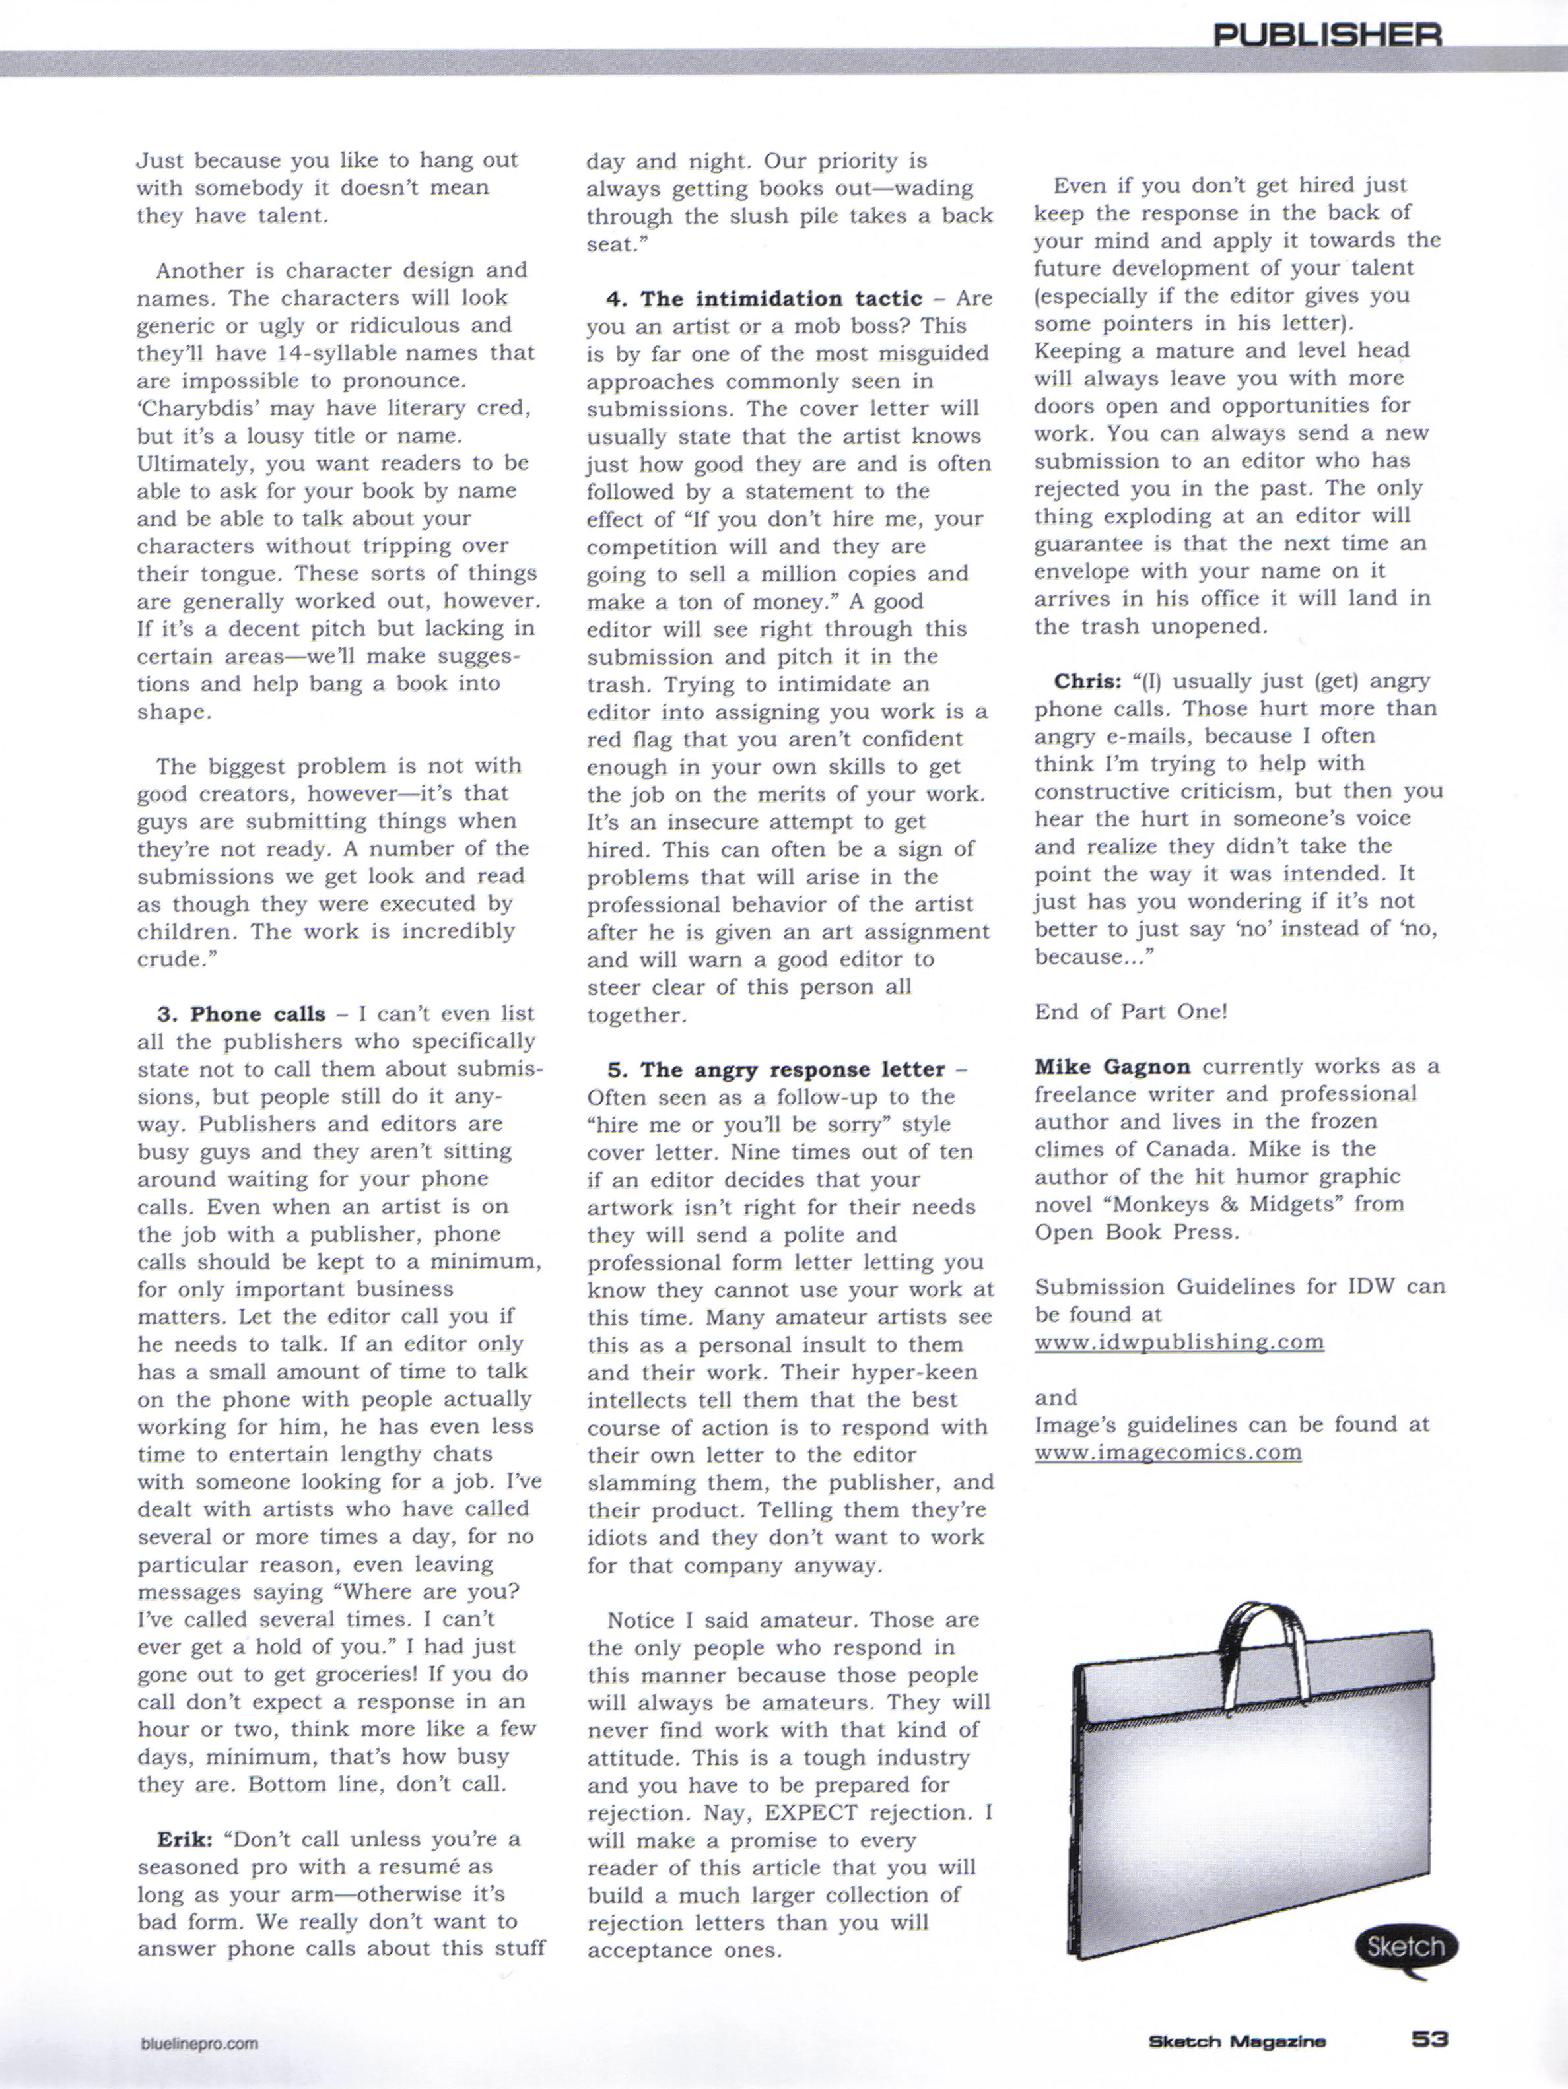 PUBLISHER
Just because you like to hang out
with somebody it doesn't mean
they have talent.
Another is character design and
names. The characters will look
generic or ugly or ridiculous and
they'll have 14-syllable names that
are impossible to pronounce.
‘Charybdis’ may have literary cred,
but it's a lousy title or name.
Ultimately, you want readers to be
able to ask for your book by name
and be able to talk about your
characters without tripping over
their tongue. These sorts of things
are generally worked out, however.
If it's a decent pitch but lacking in
certain areas—we'll make sugges-
tions and help bang a book into
shape.
The biggest problem is not with
good creators, however—it's that
guys are submitting things when
they're not ready. A number of the
submissions we get look and read
as though they were executed by
children. The work is incredibly
crude.”
3. Phone calls – I can't even list
all the publishers who specifically
state not to call them about submis-
sions, but people still do it any-
way. Publishers and editors are
busy guys and they aren't sitting
around waiting for your phone
calls. Even when an artist is on
the job with a publisher, phone
calls should be kept to a minimum,
for only important business
matters. Let the editor call you if
he needs to talk. If an editor only
has a small amount of time to talk
on the phone with people actually
working for him, he has even less
time to entertain lengthy chats
with someone looking for a job. I've
dealt with artists who have called
several or more times a day, for no
particular reason, even leaving
messages saying “Where are you?
I've called several times. I can't
ever get a hold of you.” I had just
gone out to get groceries! If you do
call don't expect a response in an
hour or two, think more like a few
days, minimum, that's how busy
they are. Bottom line, don't call.
Erik: “Don't call unless you're a
seasoned pro with a resumé as
long as your arm—otherwise it's
bad form. We really don't want to
answer phone calls about this stuff
day and night. Our priority is
always getting books out—wading
through the slush pile takes a back
seat.”
4. The intimidation tactic – Are
you an artist or a mob boss? This
is by far one of the most misguided
approaches commonly seen in
submissions. The cover letter will
usually state that the artist knows
just how good they are and is often
followed by a statement to the
effect of “If you don't hire me, your
competition will and they are
going to sell a million copies and
make a ton of money.” A good
editor will see right through this
submission and pitch it in the
trash. Trying to intimidate an
editor into assigning you work is a
red flag that you aren't confident
enough in your own skills to get
the job on the merits of your work.
It's an insecure attempt to get
hired. This can often be a sign of
problems that will arise in the
professional behavior of the artist
after he is given an art assignment
and will warn a good editor to
steer clear of this person all
together.
5. The angry response letter –
Often seen as a follow-up to the
“hire me or you'll be sorry” style
cover letter. Nine times out of ten
if an editor decides that your
artwork isn't right for their needs
they will send a polite and
professional form letter letting you
know they cannot use your work at
this time. Many amateur artists see
this as a personal insult to them
and their work. Their hyper-keen
intellects tell them that the best
course of action is to respond with
their own letter to the editor
slamming them, the publisher, and
their product. Telling them they're
idiots and they don't want to work
for that company anyway.
Notice I said amateur. Those are
the only people who respond in
this manner because those people
will always be amateurs. They will
never find work with that kind of
attitude. This is a tough industry
and you have to be prepared for
rejection. Nay, EXPECT rejection. I
will make a promise to every
reader of this article that you will
build a much larger collection of
rejection letters than you will
acceptance ones.
Even if you don't get hired just
keep the response in the back of
your mind and apply it towards the
future development of your talent
(especially if the editor gives you
some pointers in his letter).
Keeping a mature and level head
will always leave you with more
doors open and opportunities for
work. You can always send a new
submission to an editor who has
rejected you in the past. The only
thing exploding at an editor will
guarantee is that the next time an
envelope with your name on it
arrives in his office it will land in
the trash unopened.
Chris: “(I) usually just (get) angry
phone calls. Those hurt more than
angry e-mails, because I often
think I'm trying to help with
constructive criticism, but then you
hear the hurt in someone's voice
and realize they didn't take the
point the way it was intended. It
just has you wondering if it's not
better to just say ‘no’ instead of ‘no,
because...”
End of Part One!
Mike Gagnon currently works as a
freelance writer and professional
author and lives in the frozen
climes of Canada. Mike is the
author of the hit humor graphic
novel “Monkeys & Midgets” from
Open Book Press.
Submission Guidelines for IDW can
be found at
www.idwpublishing.com
and
Image's guidelines can be found at
www.imagecomics.com
Sketch
bluelinepro.com
Sketch Magazine 53